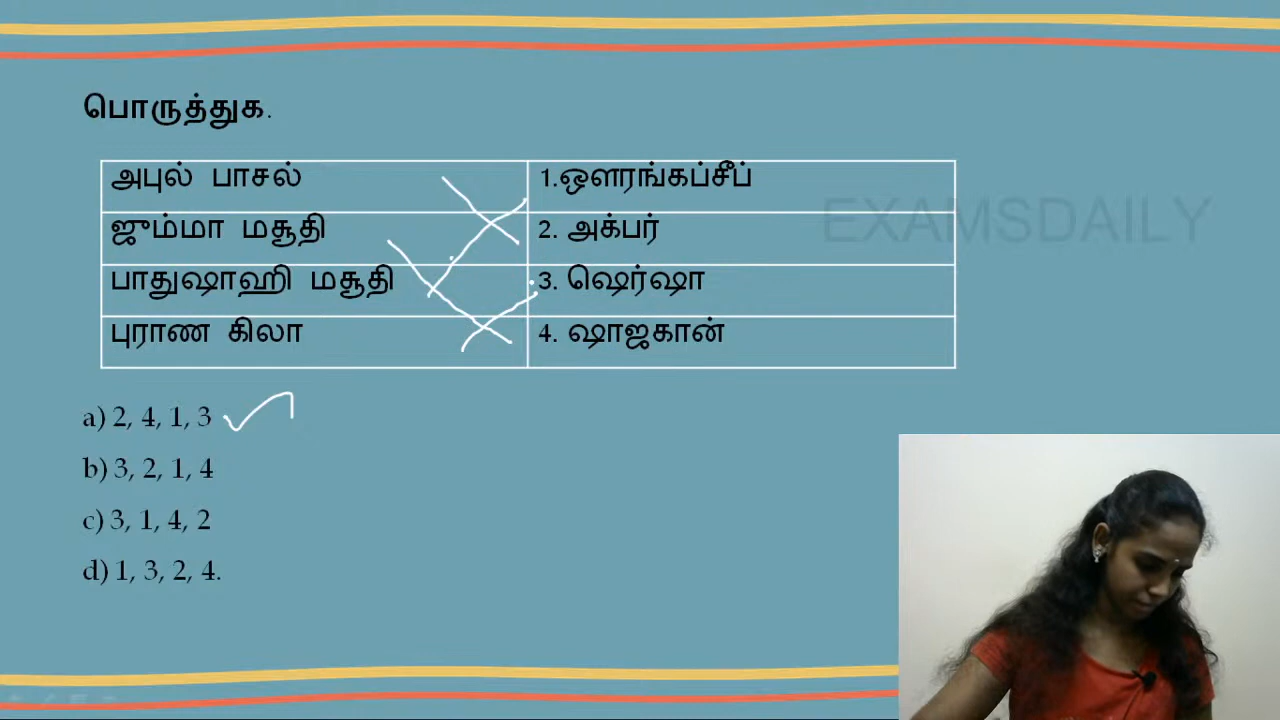 பொருத்துக.
அபுல் பாசல் 1.ஔரங்கப்சீப்
ஜும்மா மசூதி 2. அக்பர்
பாதுஷாஹி மசூதி 3. ஷெர்ஷா
புராண கிலா 4. ஷாஜகான்
EXAMSDAILY
a) 2, 4, 1, 3
b) 3, 2, 1, 4
c) 3, 1, 4, 2
d) 1, 3, 2, 4.